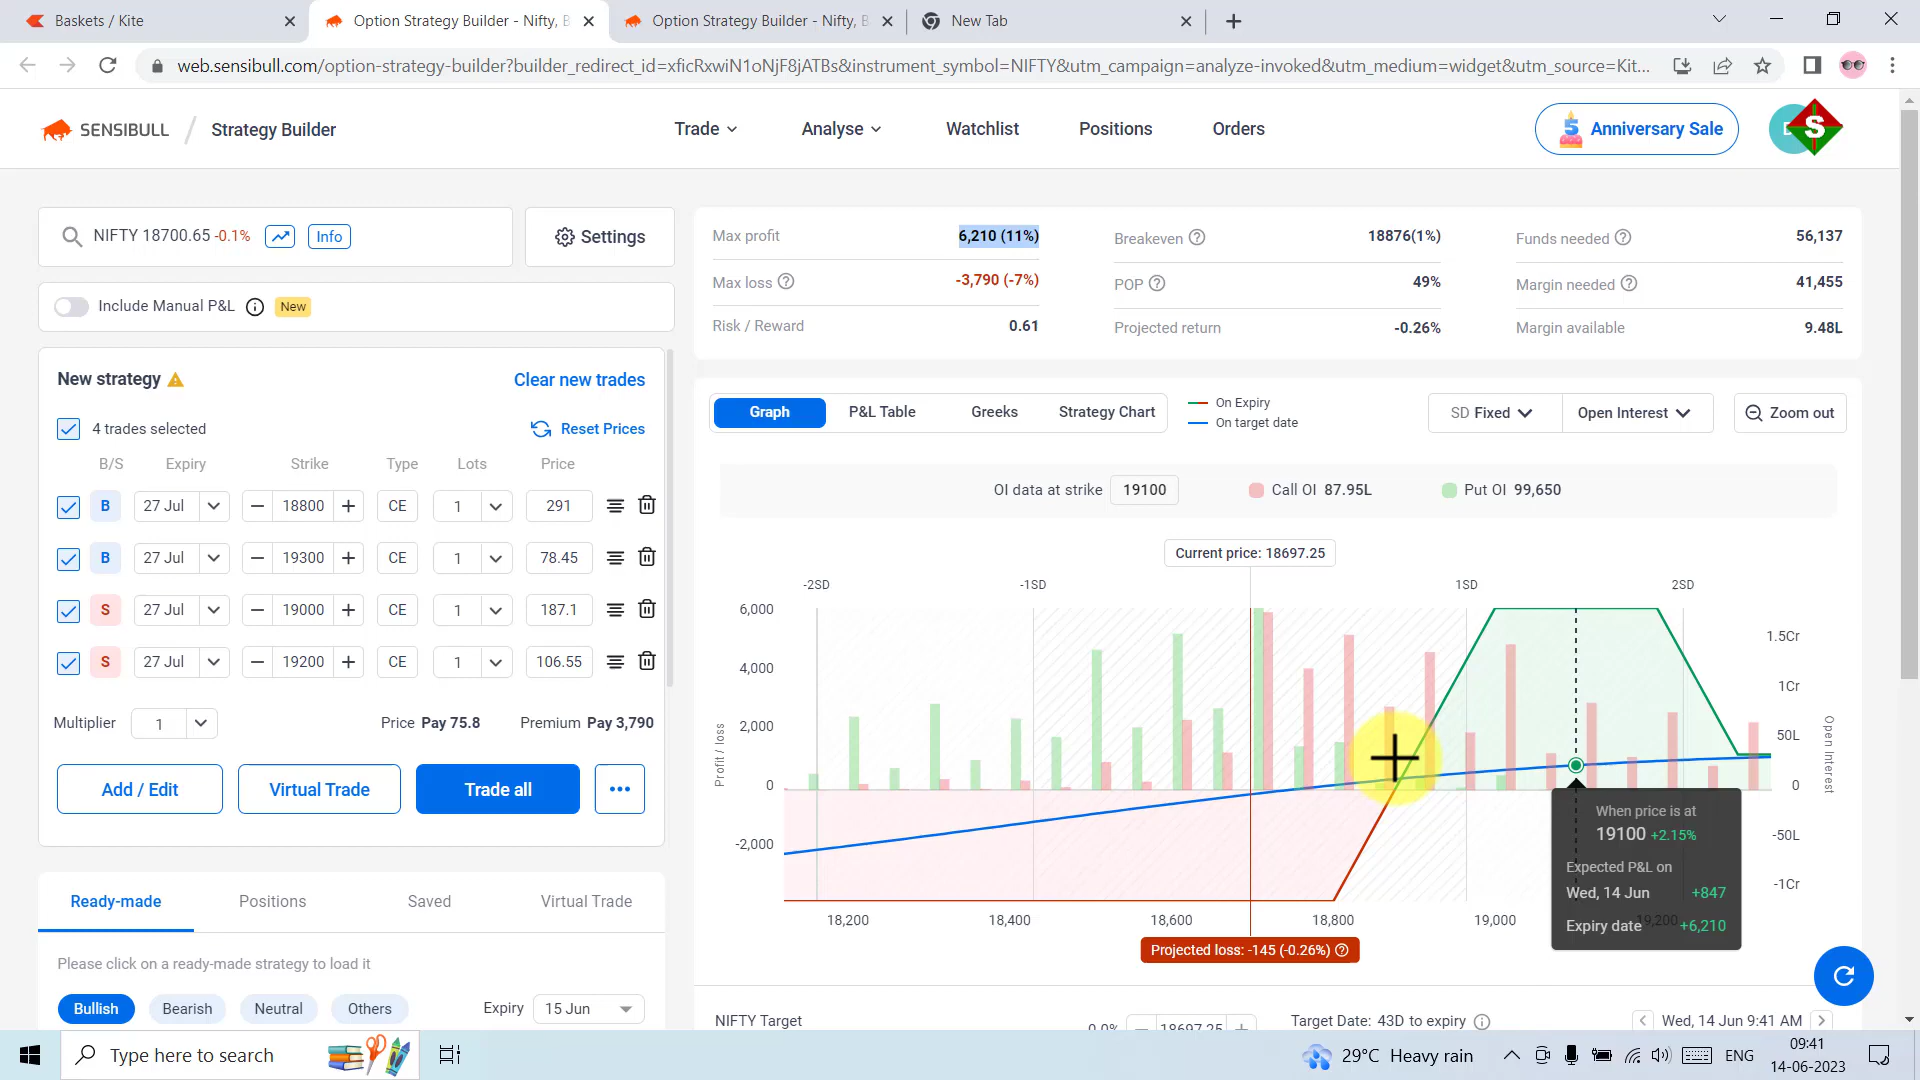 Baskets / Kite
Option Strategy Builder - Nifty, B
Option Strategy Builder - Nifty, B
New Tab
web.sensibull.com/option-strategy-builder?builder_redirect_id=xficRxwiN1oNJF8jATBs&instrument_symbol=NIFTY&utm_campaign=analyze-invoked&utm_medium=widget&utm_source=Kit...
SENSIBULL / Strategy Builder
Trade
Analyse
Watchlist
Positions
Orders
5 Anniversary Sale
S
NIFTY 18700.65 -0.1% Info
Settings
Include Manual P&L New
New strategy
Clear new trades
4 trades selected
Reset Prices
B/S Expiry Strike Type Lots Price
B 27 Jul 18800 CE 1 291
B 27 Jul 19300 CE 1 78.45
S 27 Jul 19000 CE 1 187.1
S 27 Jul 19200 CE 1 106.55
Multiplier 1 Price Pay 75.8 Premium Pay 3,790
Add / Edit
Virtual Trade
Trade all
Ready-made Positions Saved Virtual Trade
Please click on a ready-made strategy to load it
Bullish Bearish Neutral Others Expiry 15 Jun
Max profit 6,210 (11%)
Max loss -3,790 (-7%)
Risk / Reward 0.61
Breakeven 18876(1%)
POP 49%
Projected return -0.26%
Funds needed 56,137
Margin needed 41,455
Margin available 9.48L
Graph P&L Table Greeks Strategy Chart
On Expiry
On target date
SD Fixed
Open Interest
Zoom out
OI data at strike 19100 Call OI 87.95L Put OI 99,650
Current price: 18697.25
-2SD -1SD 1SD 2SD
6,000
4,000
2,000
0
-2,000
Profit / loss
1.5Cr
1Cr
50L
0
-50L
-1Cr
Open Interest
18,200 18,400 18,600 18,800 19,000 19,200
When price is at
19100 +2.15%
Expected P&L on
Wed, 14 Jun +847
Expiry date +6,210
Projected loss: -145 (-0.26%)
NIFTY Target 0.0% 18697.25
Target Date: 43D to expiry
Wed, 14 Jun 9:41 AM
Type here to search
29°C Heavy rain
ENG
09:41
14-06-2023